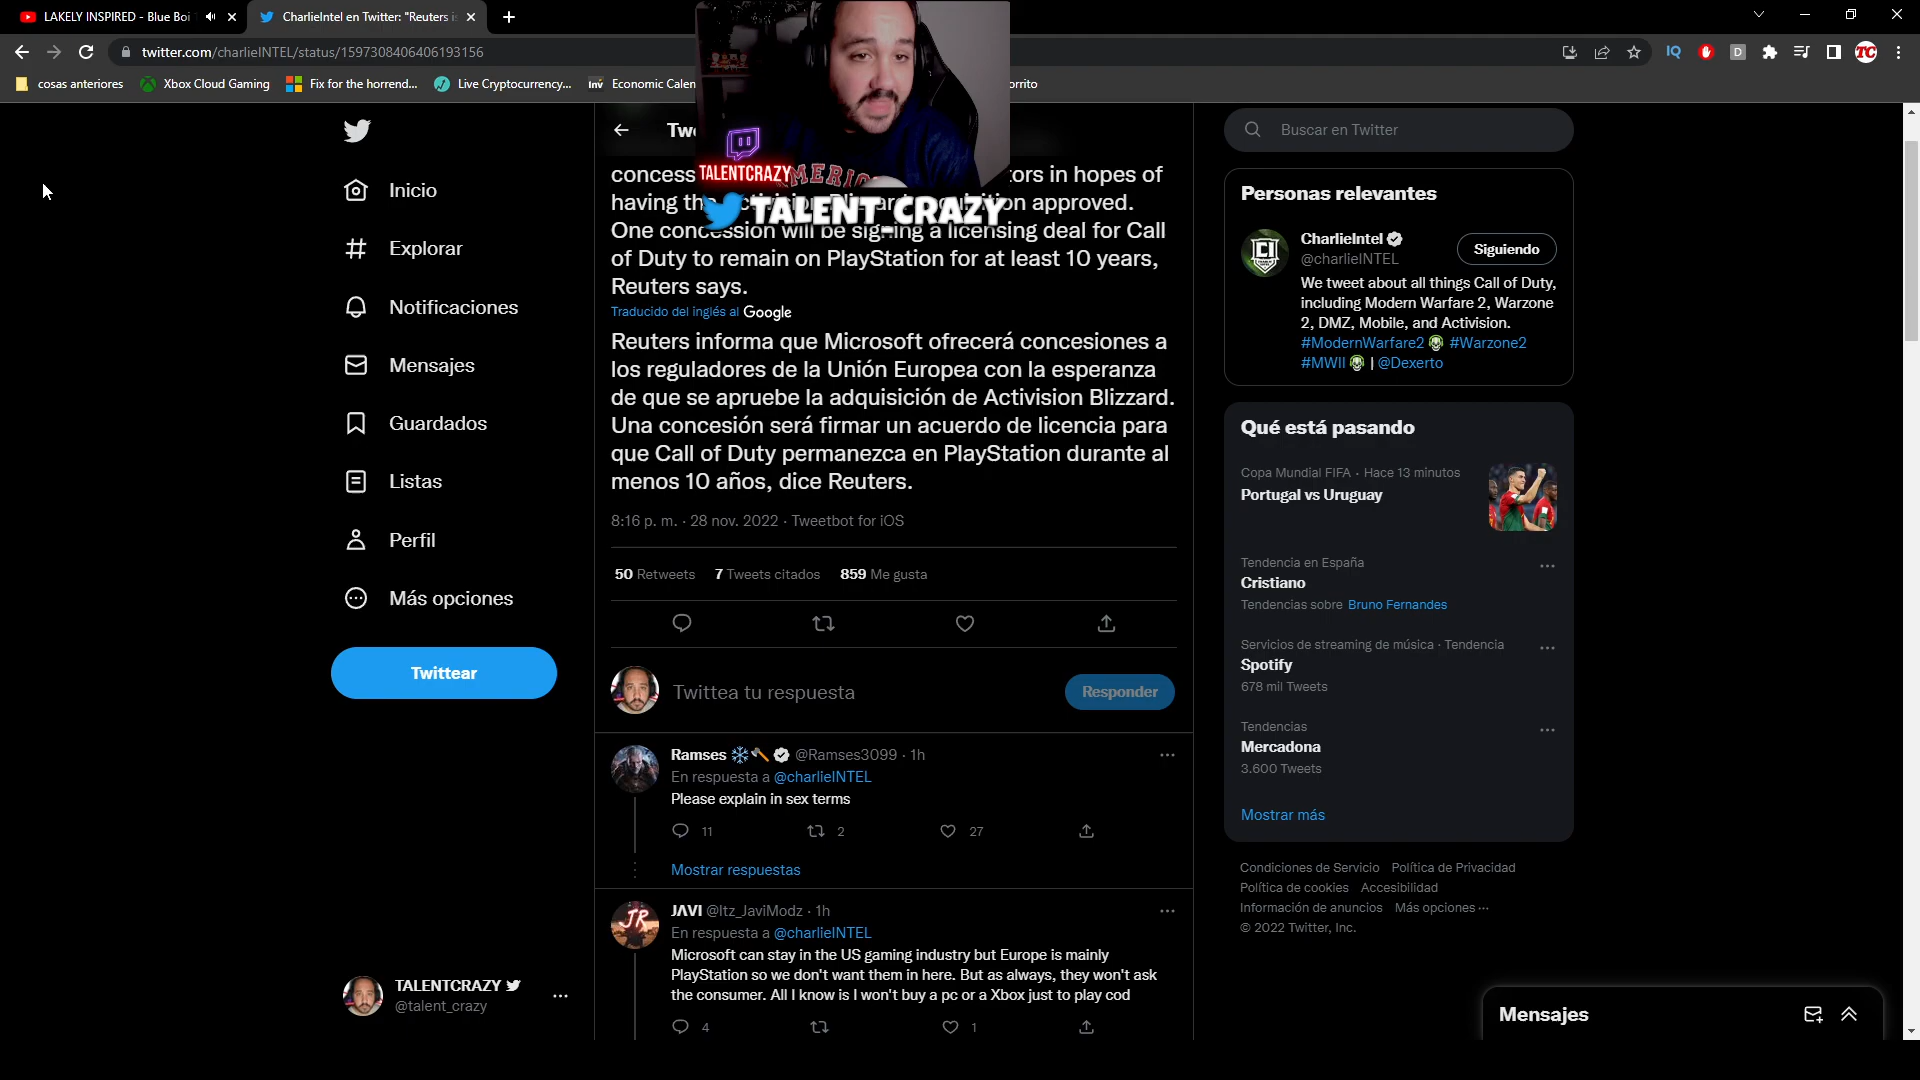 LAKELY INSPIRED - Blue Boi
CharlieIntel en Twitter: "Reuters is
twitter.com/charlieINTEL/status/1597308406406193156
cosas anteriores
Xbox Cloud Gaming
Fix for the horrend...
Live Cryptocurrency...
Economic Calen
orrito
Inicio
Explorar
Notificaciones
Mensajes
Guardados
Listas
Perfil
Más opciones
Twittear
TALENTCRAZY
@talent_crazy
TALENTCRAZY
TALENT_CRAZY
having the Activision Blizzard acquisition approved.
One concession will be signing a licensing deal for Call
of Duty to remain on PlayStation for at least 10 years,
Reuters says.
Traducido del inglés al Google
Reuters informa que Microsoft ofrecerá concesiones a
los reguladores de la Unión Europea con la esperanza
de que se apruebe la adquisición de Activision Blizzard.
Una concesión será firmar un acuerdo de licencia para
que Call of Duty permanezca en PlayStation durante al
menos 10 años, dice Reuters.
8:16 p. m. · 28 nov. 2022 · Tweetbot for iOS
50 Retweets 7 Tweets citados 859 Me gusta
Twittea tu respuesta
Responder
Ramses @Ramses3099 · 1h
En respuesta a @charlieINTEL
Please explain in sex terms
11 2 27
Mostrar respuestas
JAVI @Itz_JaviModz · 1h
En respuesta a @charlieINTEL
Microsoft can stay in the US gaming industry but Europe is mainly
PlayStation so we don't want them in here. But as always, they won't ask
the consumer. All I know is I won't buy a pc or a Xbox just to play cod
4 1
Buscar en Twitter
Personas relevantes
CharlieIntel
@charlieINTEL
Siguiendo
We tweet about all things Call of Duty,
including Modern Warfare 2, Warzone
2, DMZ, Mobile, and Activision.
#ModernWarfare2 #Warzone2
#MWII | @Dexerto
Qué está pasando
Copa Mundial FIFA · Hace 13 minutos
Portugal vs Uruguay
Tendencia en España
Cristiano
Tendencias sobre Bruno Fernandes
Servicios de streaming de música · Tendencia
Spotify
678 mil Tweets
Tendencias
Mercadona
3.600 Tweets
Mostrar más
Condiciones de Servicio Política de Privacidad
Política de cookies Accesibilidad
Información de anuncios Más opciones ···
© 2022 Twitter, Inc.
Mensajes